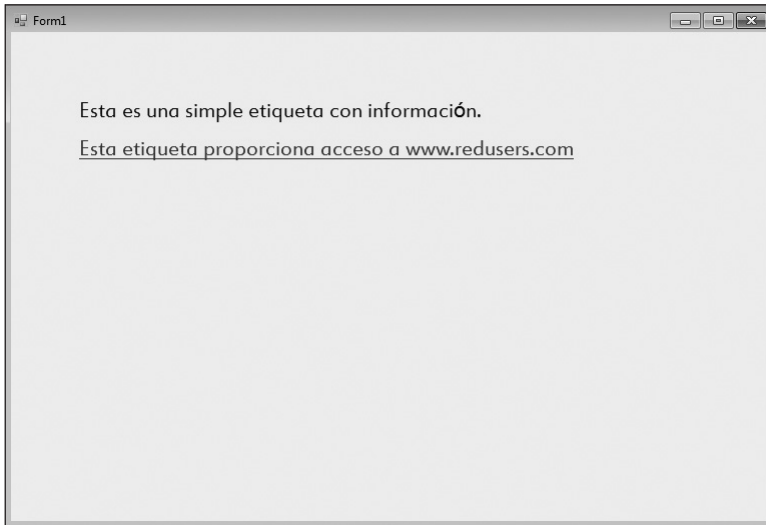 Form1
Esta es una simple etiqueta con información.
Esta etiqueta proporciona acceso a www.redusers.com